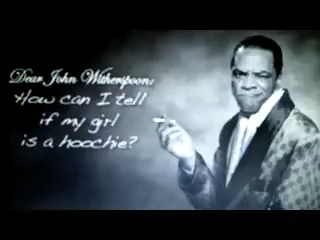 Dear John Witherspoon:
How can I tell
if my girl
is a hoochie?